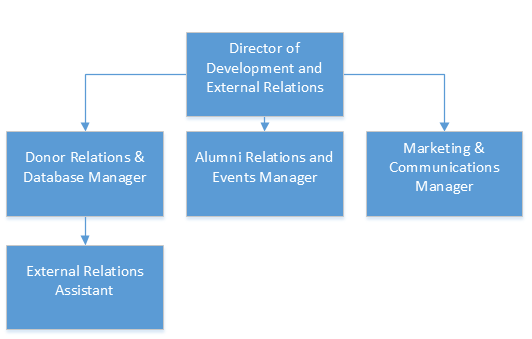 Director of
Development and
External Relations
Donor Relations &
Database Manager
Alumni Relations and
Events Manager
Marketing &
Communications
Manager
External Relations
Assistant